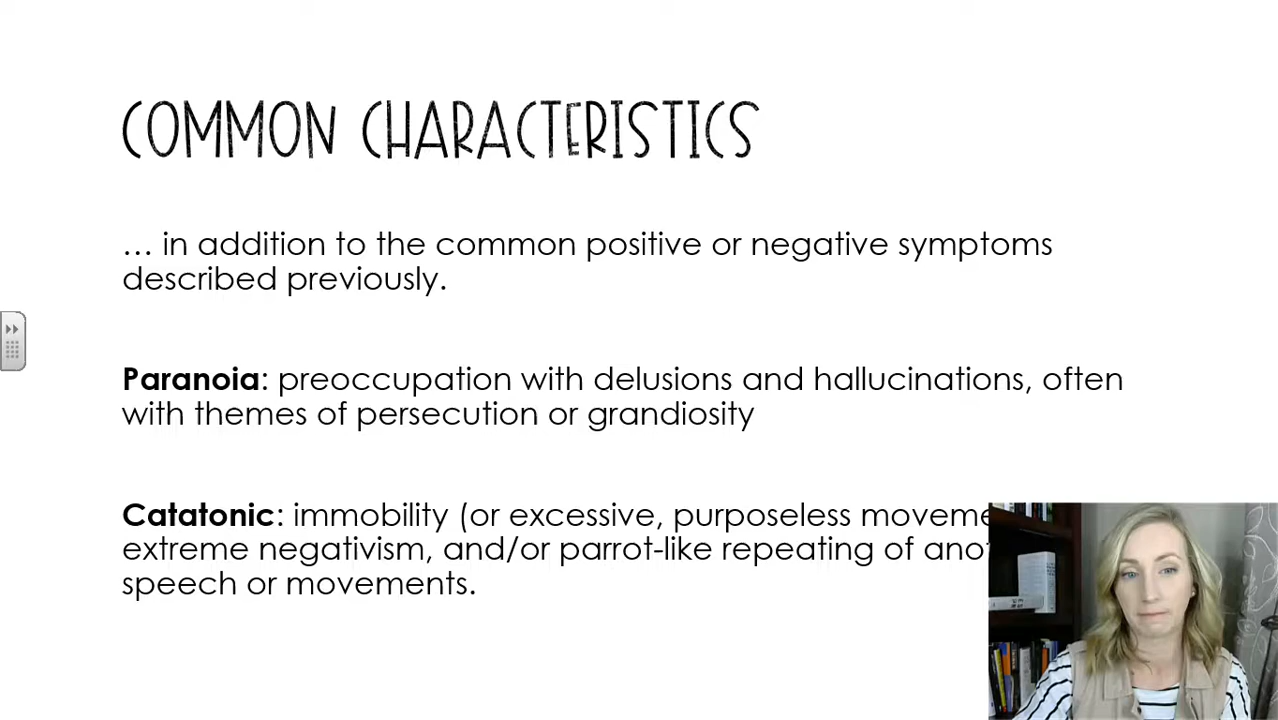 COMMON CHARACTERISTICS
… in addition to the common positive or negative symptoms
described previously.
Paranoia: preoccupation with delusions and hallucinations, often
with themes of persecution or grandiosity
Catatonic: immobility (or excessive, purposeless
extreme negativism, and/or parrot-like repeating of
speech or movements.